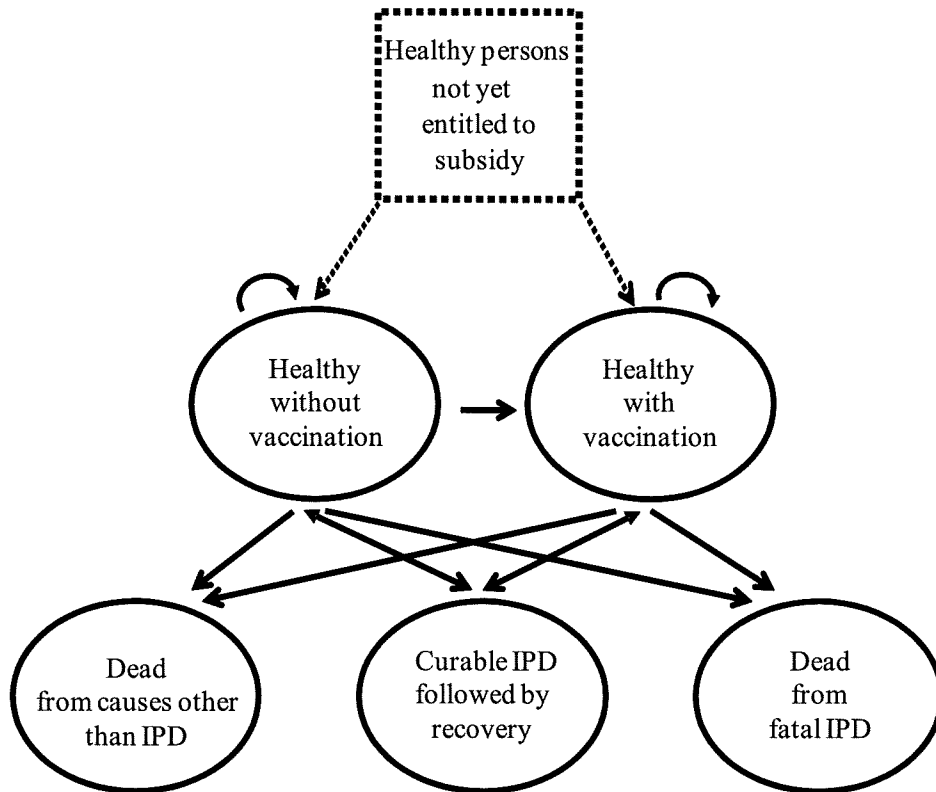 Healthy persons
not yet
entitled to
subsidy
Healthy
without
vaccination
Healthy
with
vaccination
Dead
from causes other
than IPD
Curable IPD
followed by
recovery
Dead
from
fatal IPD